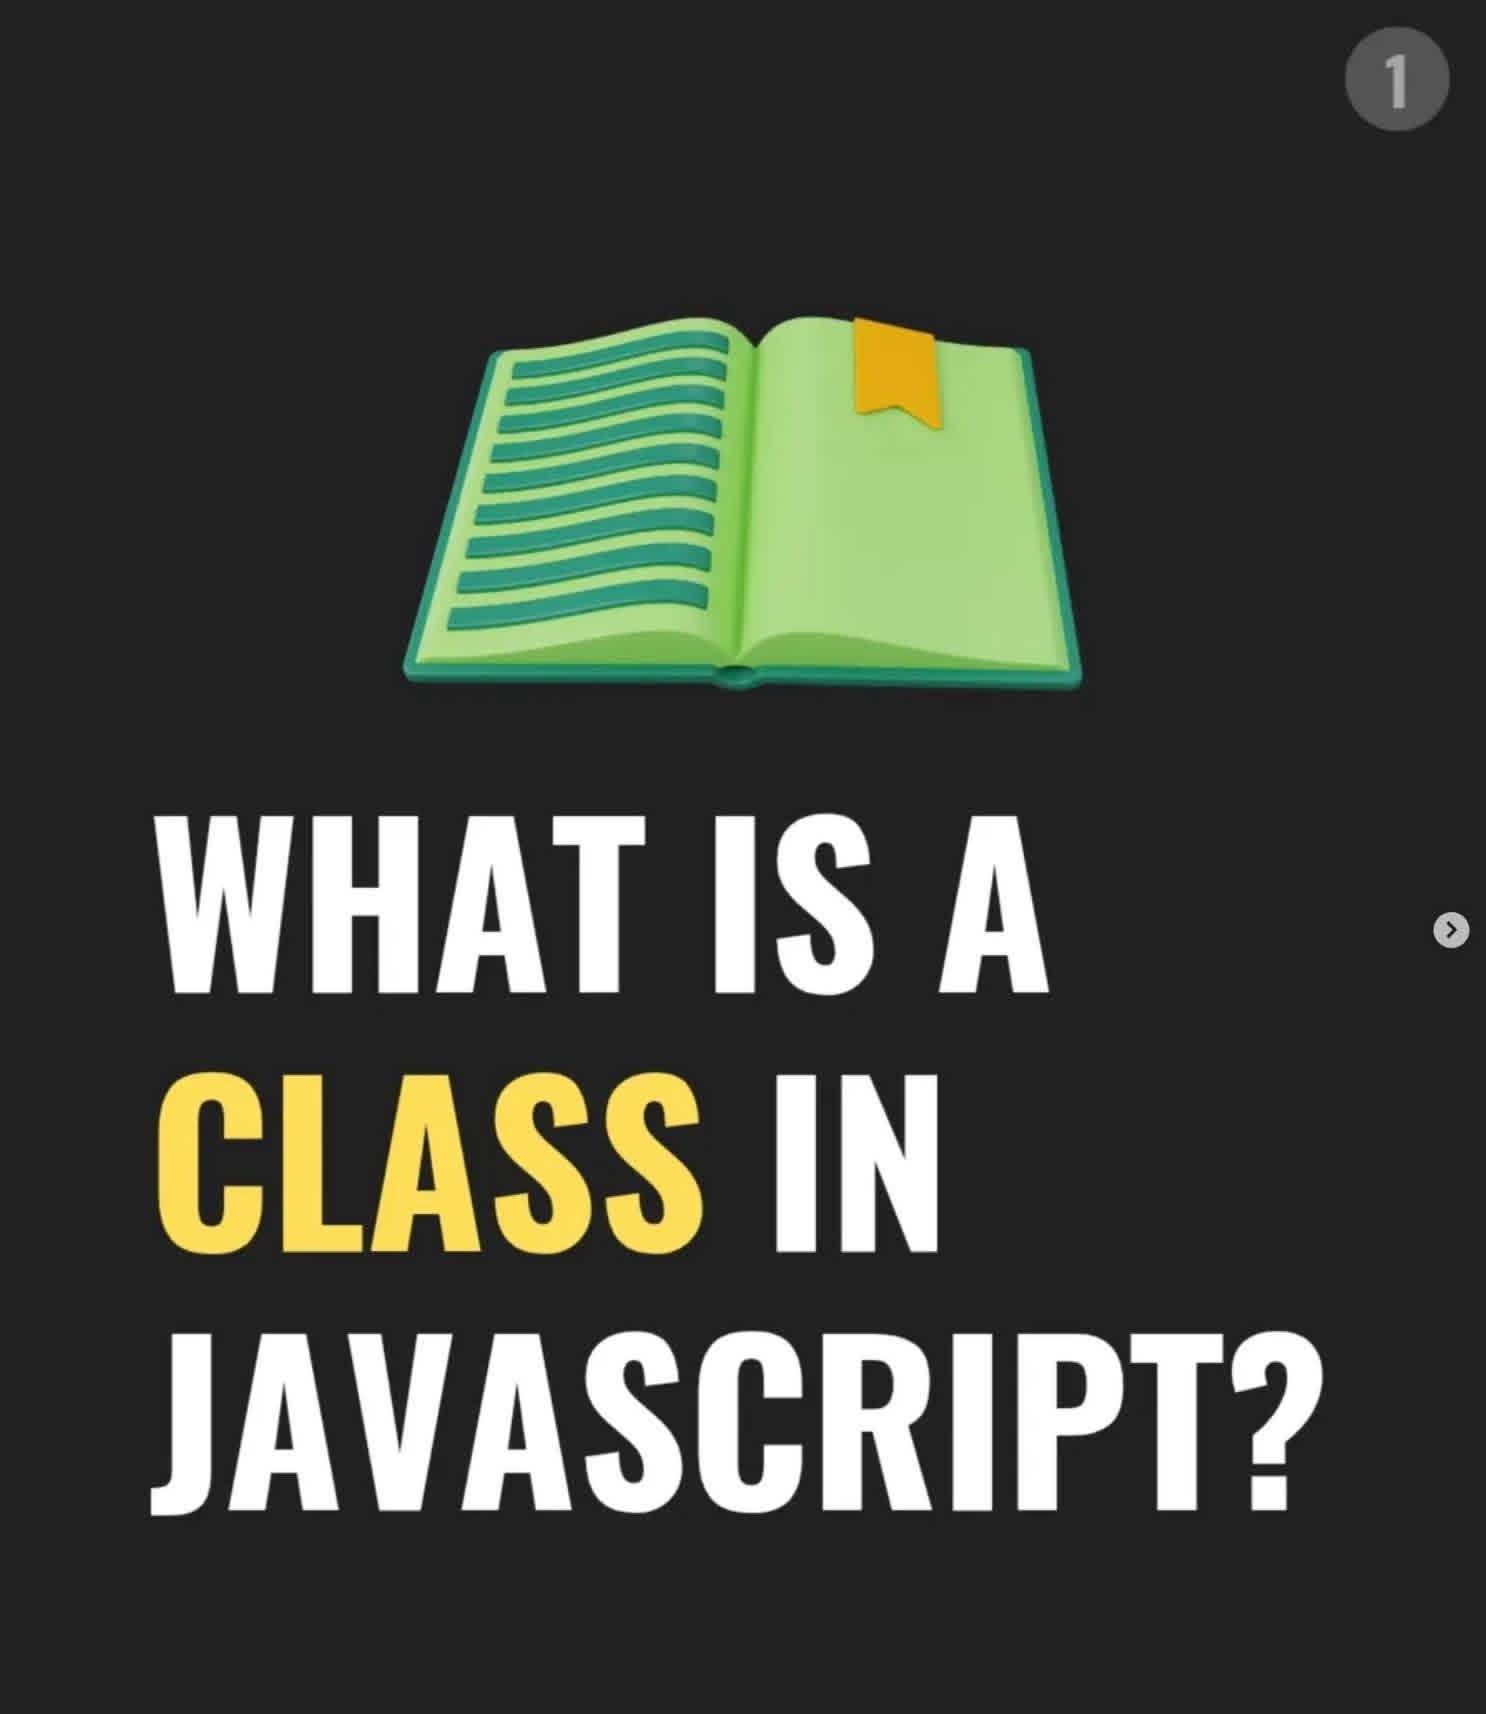 1
WHAT IS A
CLASS IN
JAVASCRIPT?